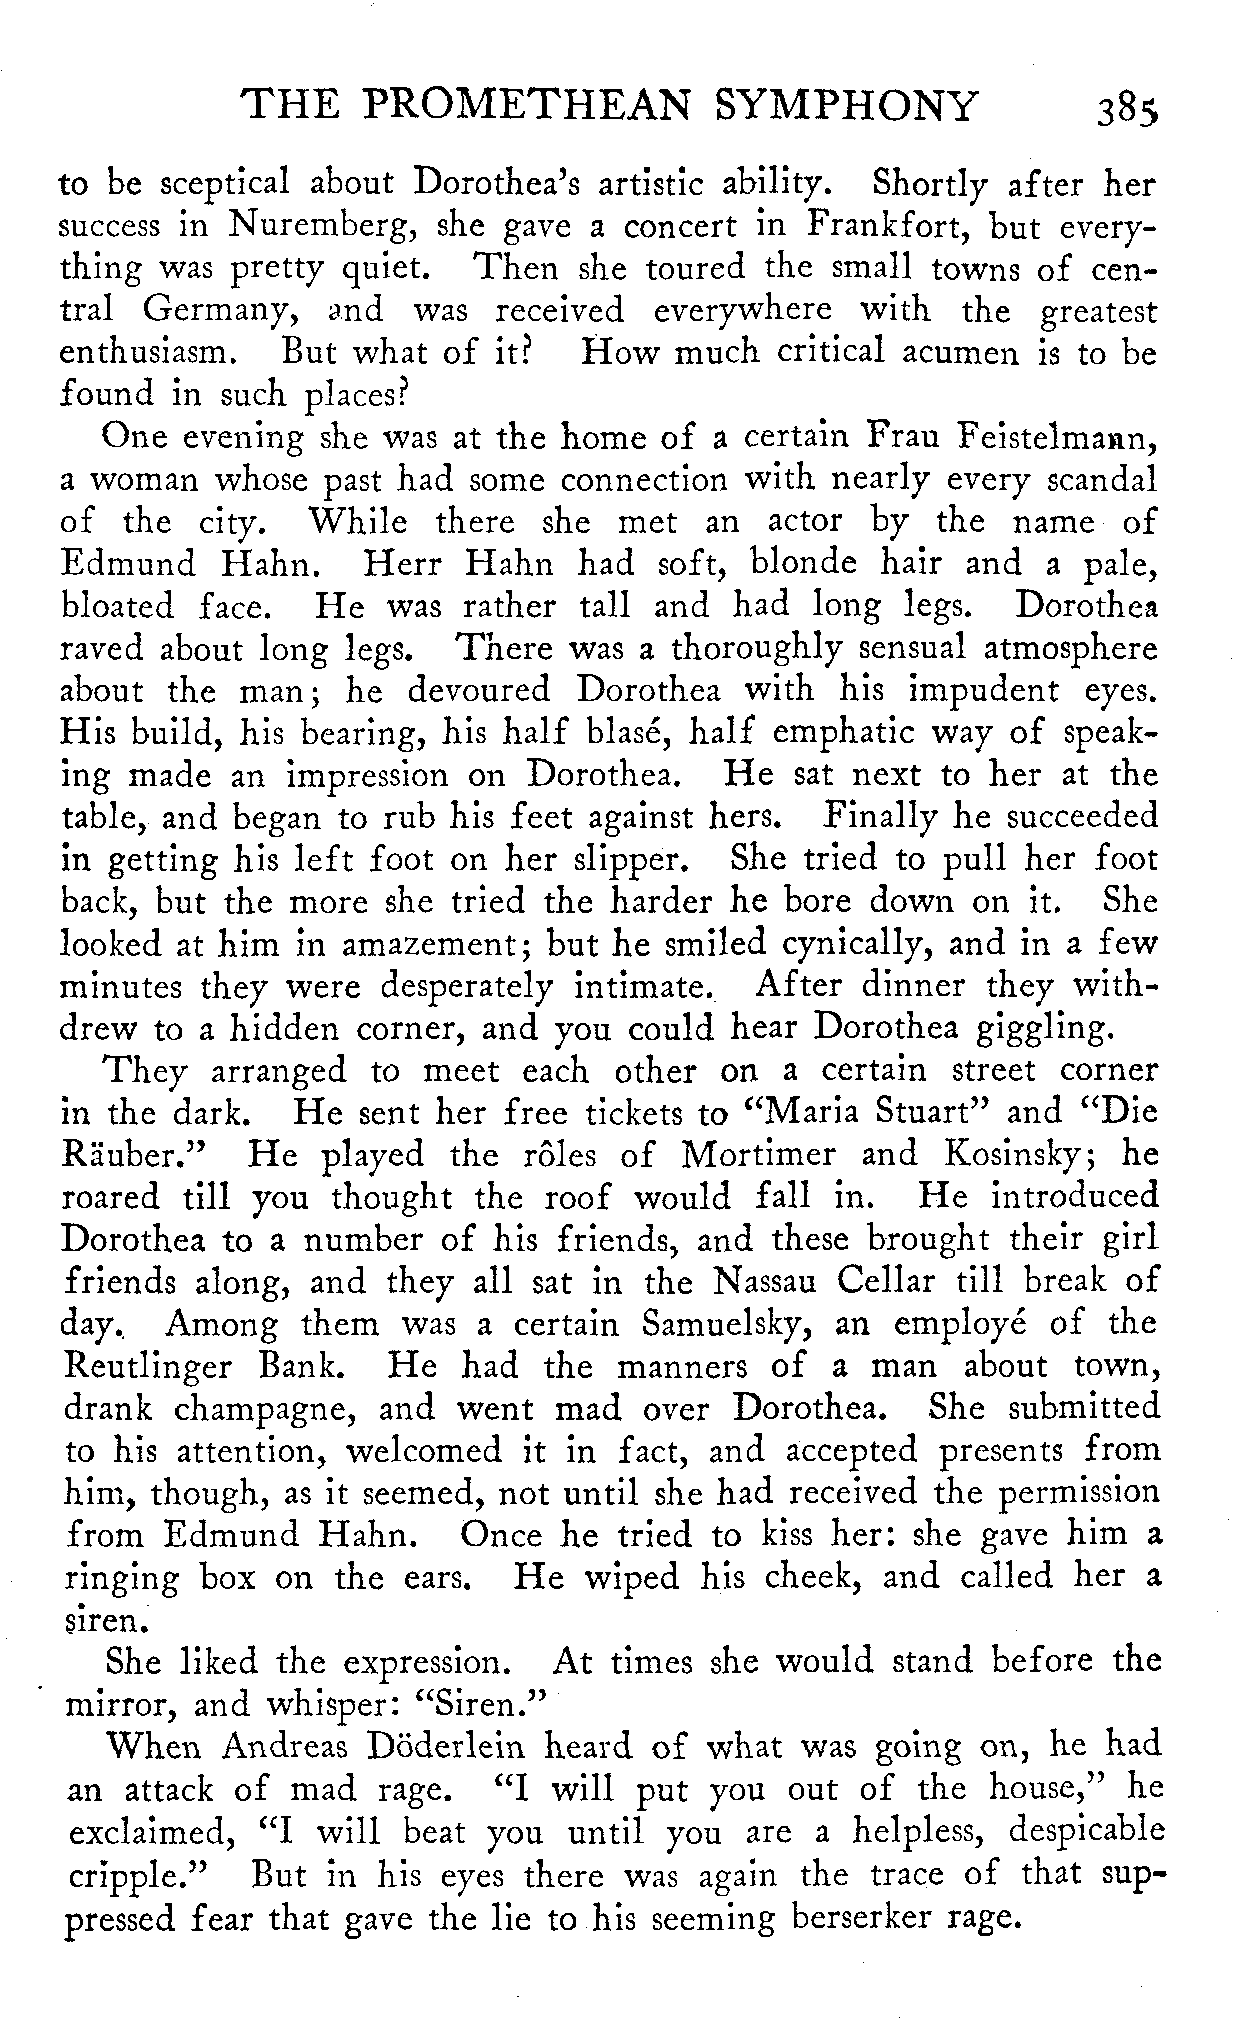 THE PROMETHEAN SYMPHONY 385
to be sceptical about Dorothea's artistic ability. Shortly after her
success in Nuremberg, she gave a concert in Frankfort, but every-
thing was pretty quiet. Then she toured the small towns of cen-
tral Germany, and was received everywhere with the greatest
enthusiasm. But what of it? How much critical acumen is to be
found in such places?
One evening she was at the home of a certain Frau Feistelmann,
a woman whose past had some connection with nearly every scandal
of the city. While there she met an actor by the name of
Edmund Hahn. Herr Hahn had soft, blonde hair and a pale,
bloated face. He was rather tall and had long legs. Dorothea
raved about long legs. There was a thoroughly sensual atmosphere
about the man; he devoured Dorothea with his impudent eyes.
His build, his bearing, his half blasé, half emphatic way of speak-
ing made an impression on Dorothea. He sat next to her at the
table, and began to rub his feet against hers. Finally he succeeded
in getting his left foot on her slipper. She tried to pull her foot
back, but the more she tried the harder he bore down on it. She
looked at him in amazement; but he smiled cynically, and in a few
minutes they were desperately intimate. After dinner they with-
drew to a hidden corner, and you could hear Dorothea giggling.
They arranged to meet each other on a certain street corner
in the dark. He sent her free tickets to "Maria Stuart" and "Die
Räuber." He played the rôles of Mortimer and Kosinsky; he
roared till you thought the roof would fall in. He introduced
Dorothea to a number of his friends, and these brought their girl
friends along, and they all sat in the Nassau Cellar till break of
day. Among them was a certain Samuelsky, an employé of the
Reutlinger Bank. He had the manners of a man about town,
drank champagne, and went mad over Dorothea. She submitted
to his attention, welcomed it in fact, and accepted presents from
him, though, as it seemed, not until she had received the permission
from Edmund Hahn. Once he tried to kiss her: she gave him a
ringing box on the ears. He wiped his cheek, and called her a
siren.
She liked the expression. At times she would stand before the
mirror, and whisper: "Siren."
When Andreas Döderlein heard of what was going on, he had
an attack of mad rage. "I will put you out of the house," he
exclaimed, "I will beat you until you are a helpless, despicable
cripple." But in his eyes there was again the trace of that sup-
pressed fear that gave the lie to his seeming berserker rage.